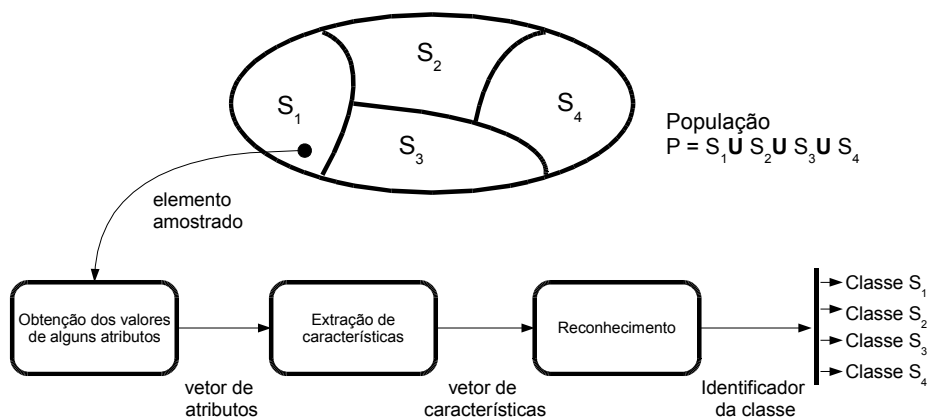 S2
S1
S4
S3
População
P = S1 U S2 U S3 U S4
elemento
amostrado
Obtenção dos valores
de alguns atributos
Extração de
características
Reconhecimento
Classe S1
Classe S2
Classe S3
Classe S4
vetor de
atributos
vetor de
características
Identificador
da classe